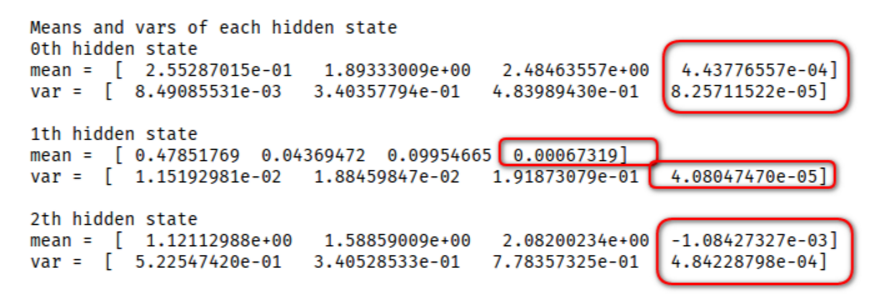 Means and vars of each hidden state
0th hidden state
mean = [ 2.55287015e-01 1.89333009e+00 2.48463557e+00 4.43776557e-04]
var = [ 8.49085531e-03 3.40357794e-01 4.83989430e-01 8.25711522e-05]
1th hidden state
mean = [ 0.47851769 0.04369472 0.09954665 0.00067319]
var = [ 1.15192981e-02 1.88459847e-02 1.91873079e-01 4.08047470e-05]
2th hidden state
mean = [ 1.12112988e+00 1.58859009e+00 2.08200234e+00 -1.08427327e-03]
var = [ 5.22547420e-01 3.40528533e-01 7.78357325e-01 4.84228798e-04]